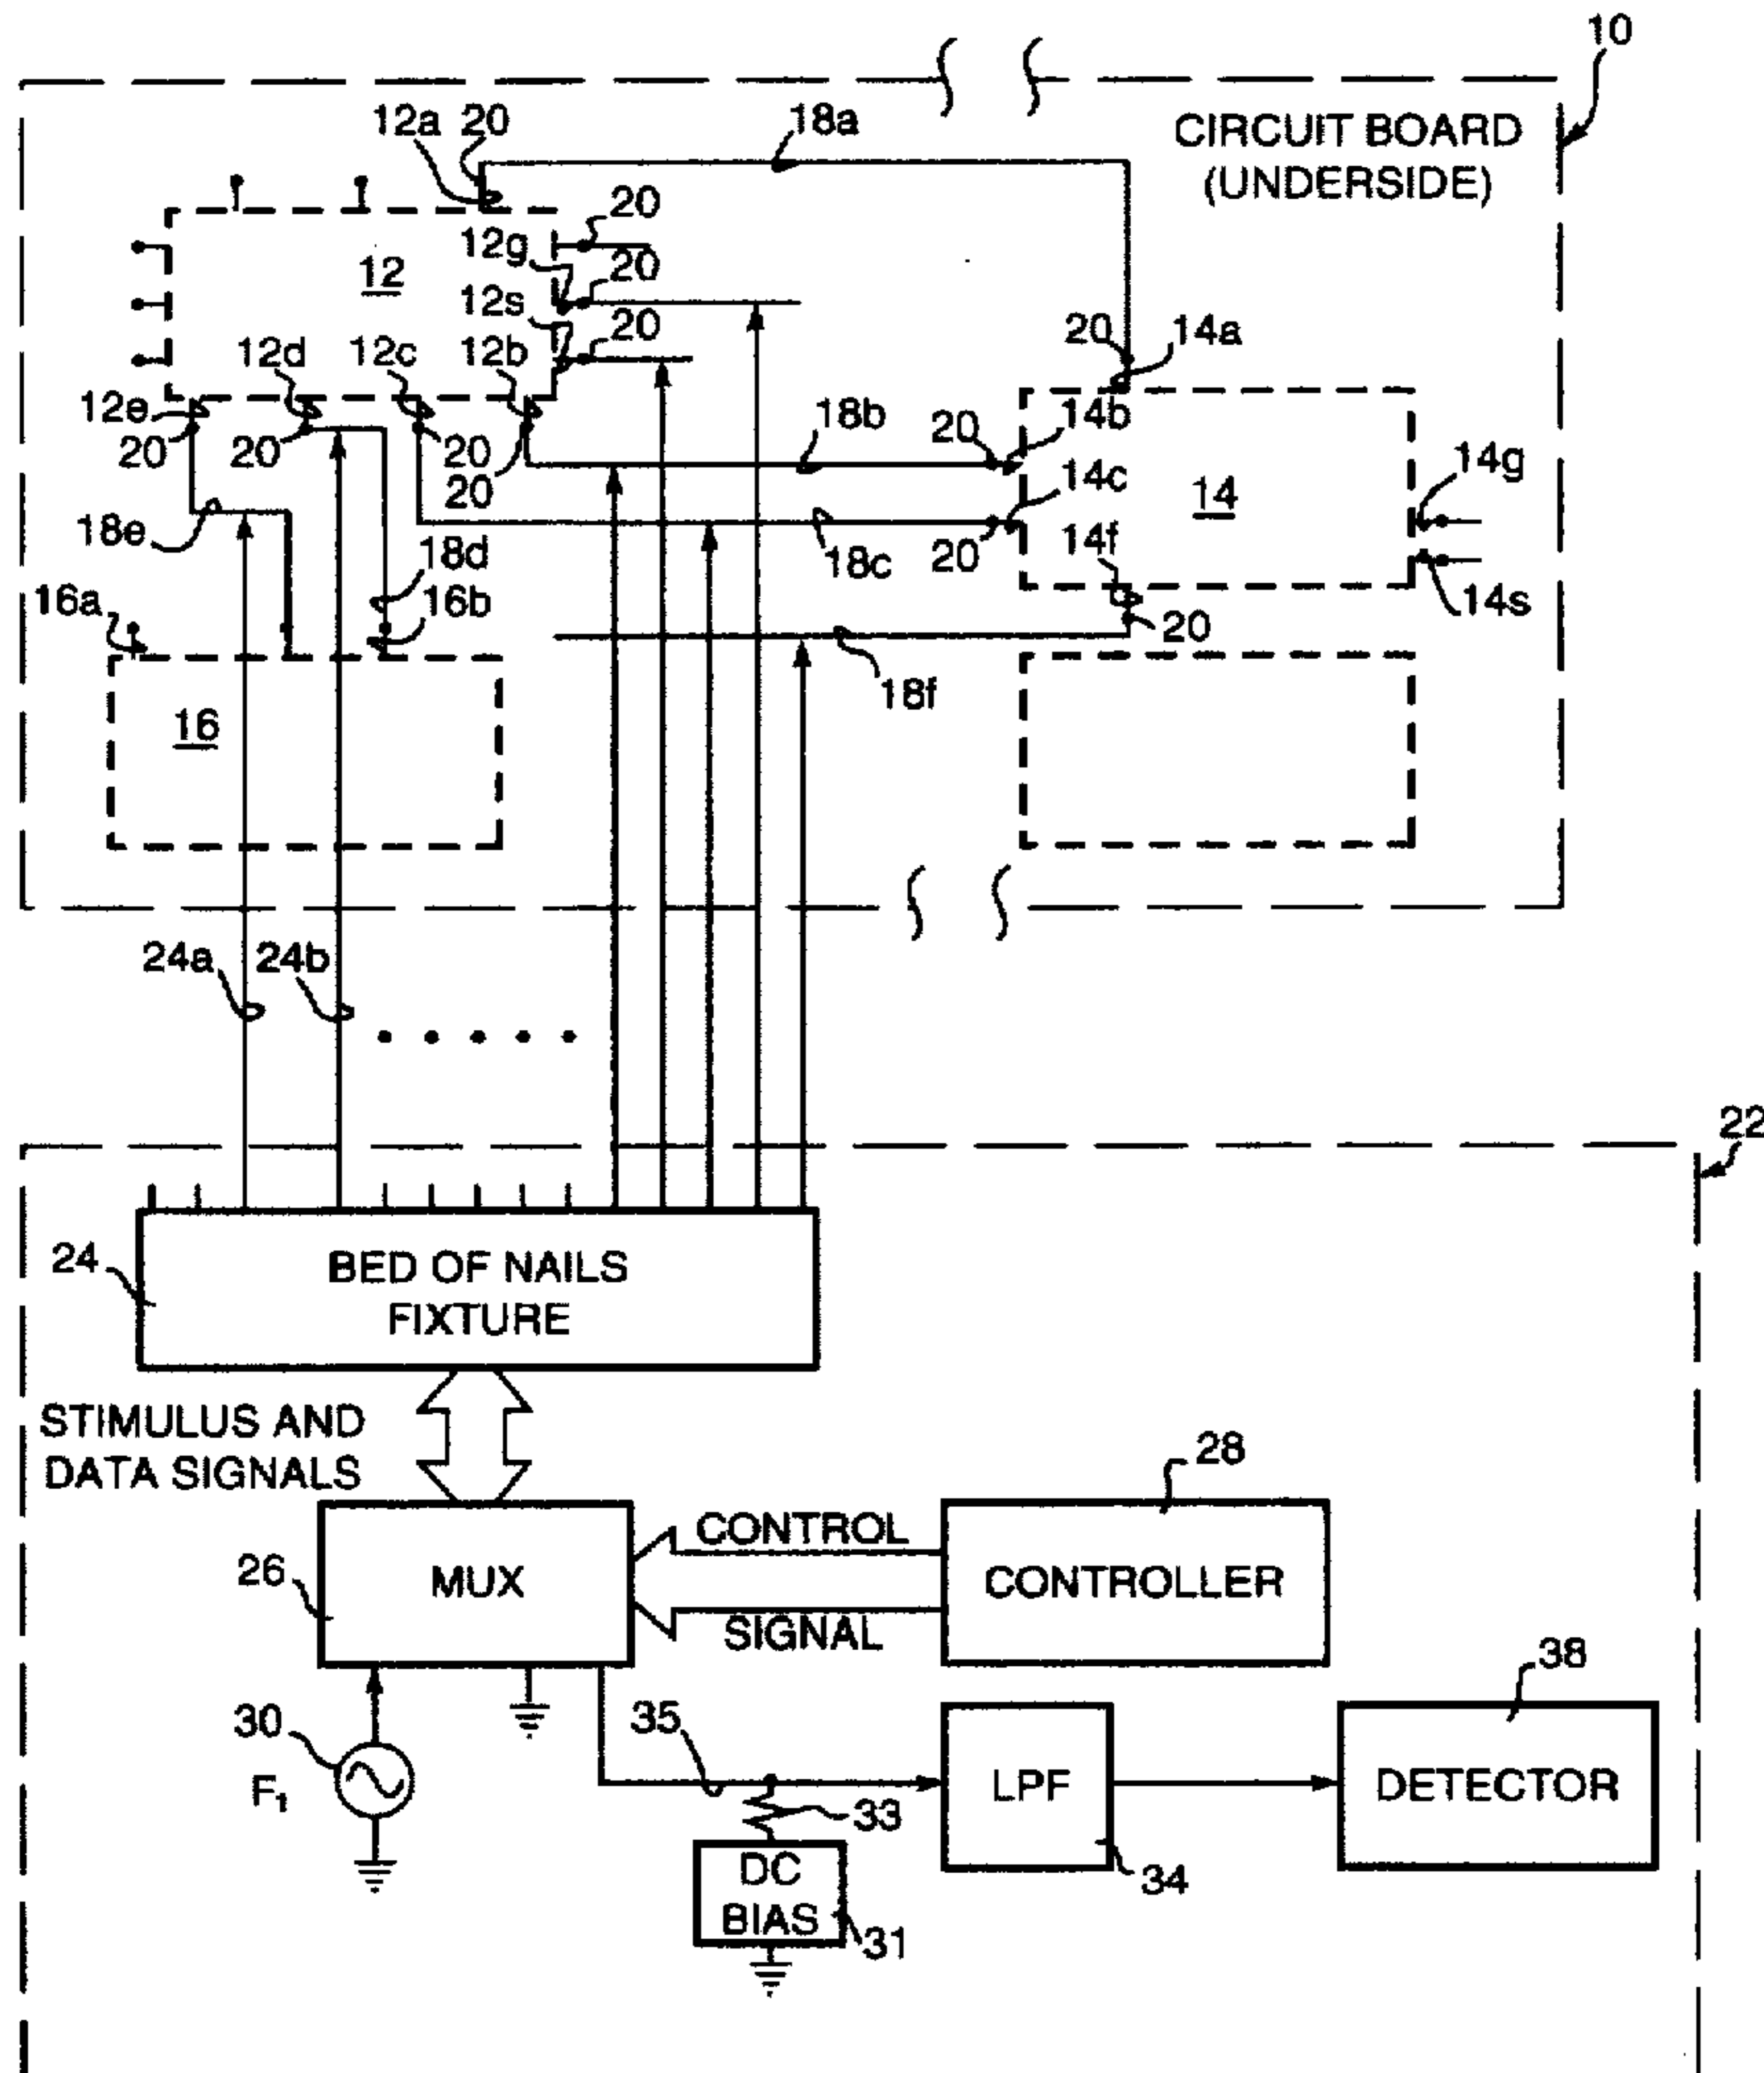 10
12a 20
18a
CIRCUIT BOARD
(UNDERSIDE)
20
12g
20
12
12s
20
20
14a
12d
12c
12b
12e
20
20
20
20
18b
20
14b
14c
14
14g
18e
18d
18c
20
14f
16a
16b
14s
20
18f
16
24a
24b
22
24
BED OF NAILS
FIXTURE
STIMULUS AND
DATA SIGNALS
28
CONTROL
26
MUX
CONTROLLER
SIGNAL
38
30
35
F1
LPF
DETECTOR
33
DC
BIAS
34
31